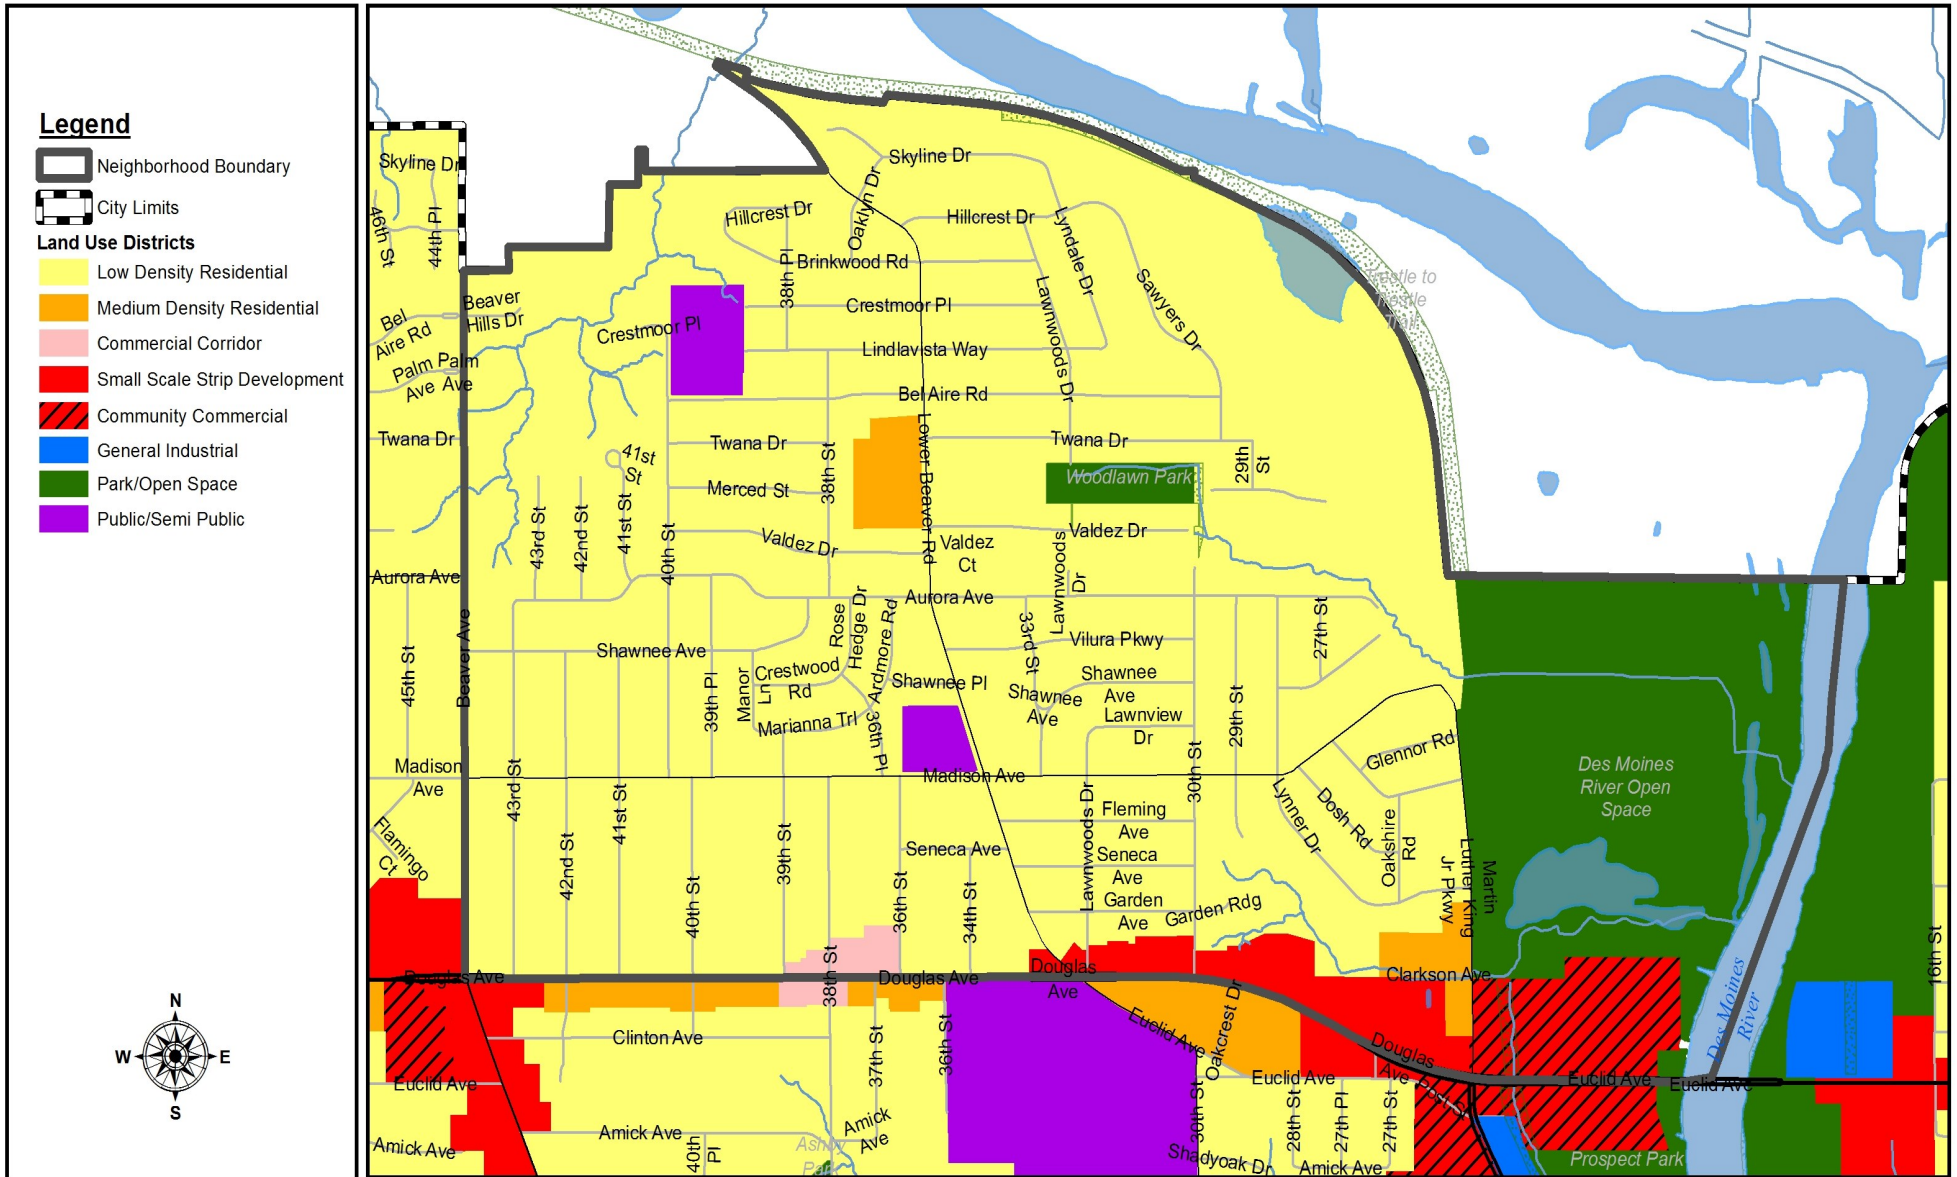 Legend
Neighborhood Boundary
City Limits
Land Use Districts
Low Density Residential
Medium Density Residential
Commercial Corridor
Small Scale Strip Development
Community Commercial
General Industrial
Park/Open Space
Public/Semi Public
N
W
E
S
Skyline Dr
46th St
44th Pl
Skyline Dr
Oaklyn Dr
Hillcrest Dr
Hillcrest Dr
Lyndale Dr
38th Pl
Brinkwood Rd
Sawyers Dr
Trestle to
Trestle
Trail
Beaver
Hills Dr
Bel
Aire Rd
Crestmoor Pl
Crestmoor Pl
Lawnwoods Dr
Lindlavista Way
Palm
Ave
Palm
Ave
Bel Aire Rd
Twana Dr
Twana Dr
Twana Dr
41st
St
38th St
Lower Beaver Rd
29th
St
Merced St
Woodlawn Park
43rd St
42nd St
41st St
40th St
Valdez Dr
Valdez
Ct
Valdez Dr
Lawnwoods
Dr
Aurora Ave
Aurora Ave
Beaver Ave
45th St
Shawnee Ave
Rose
Hedge Dr
Ardmore Rd
33rd St
Vilura Pkwy
27th St
39th Pl
Manor
Ln
Crestwood
Rd
Shawnee Pl
Shawnee
Ave
Shawnee
Ave
Marianna Trl
36th Pl
Lawnview
Dr
29th St
Madison
Ave
Madison Ave
30th St
Glennor Rd
Des Moines
River Open
Space
43rd St
41st St
42nd St
39th St
40th St
36th St
34th St
Seneca Ave
Lawnwoods Dr
Fleming
Ave
Seneca
Ave
Garden
Ave
Garden Rdg
Lynner Dr
Dosh Rd
Oakshire
Rd
Martin
Luther King
Jr Pkwy
Flamingo
Ct
Douglas Ave
38th St
Douglas Ave
Douglas
Ave
Clarkson Ave
16th St
Clinton Ave
37th St
36th St
Euclid Ave
Oakcrest Dr
Douglas
Ave
Des Moines
River
Euclid Ave
Euclid Ave
Euclid Ave
Euclid Ave
30th St
28th St
27th Pl
27th St
Post Dr
Amick Ave
Amick Ave
40th
Pl
Amick
Ave
Ashby
Park
Shadyoak Dr
Amick Ave
Prospect Park